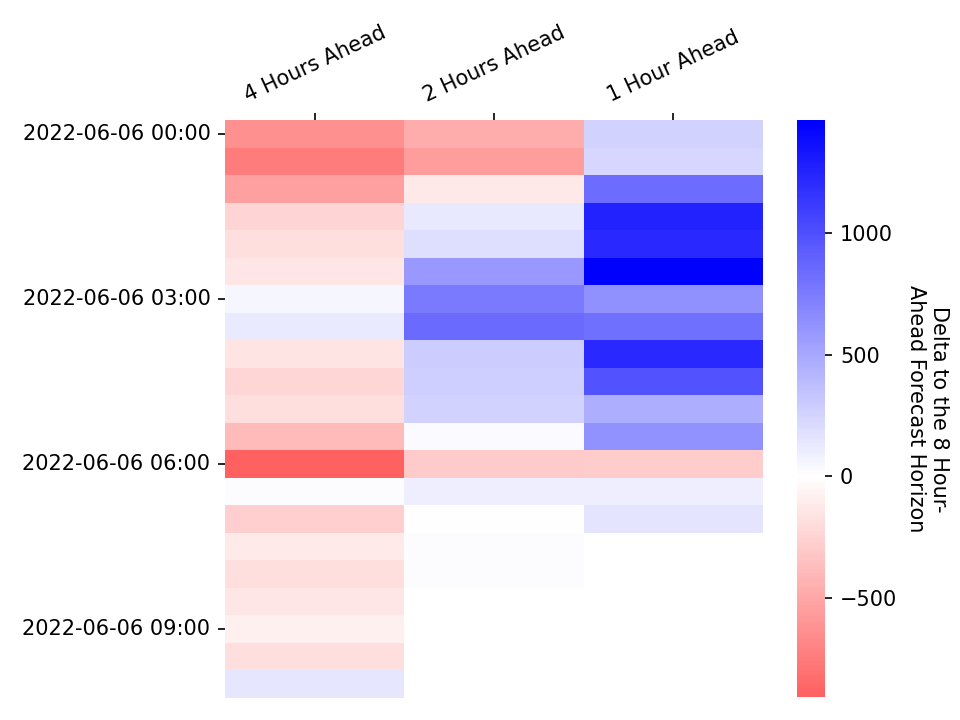 4 Hours Ahead
2 Hours Ahead
1 Hour Ahead
2022-06-06 00:00
2022-06-06 03:00
2022-06-06 06:00
2022-06-06 09:00
1000
500
0
−500
Delta to the 8 Hour-
Ahead Forecast Horizon